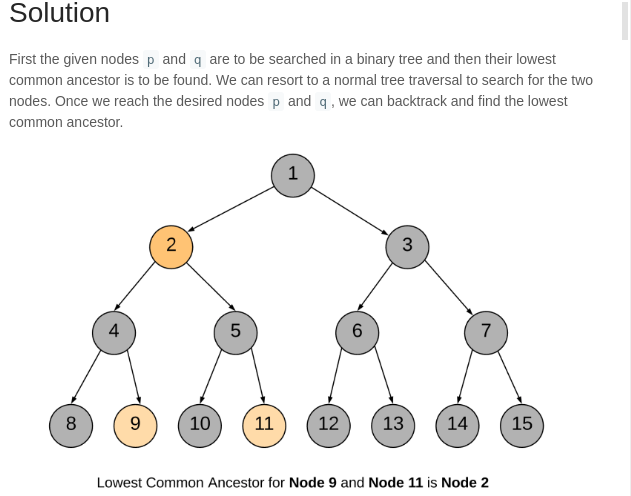 Solution
First the given nodes p and q are to be searched in a binary tree and then their lowest
common ancestor is to be found. We can resort to a normal tree traversal to search for the two
nodes. Once we reach the desired nodes p and q , we can backtrack and find the lowest
common ancestor.
1
2 3
4 5 6 7
8 9 10 11 12 13 14 15
Lowest Common Ancestor for Node 9 and Node 11 is Node 2